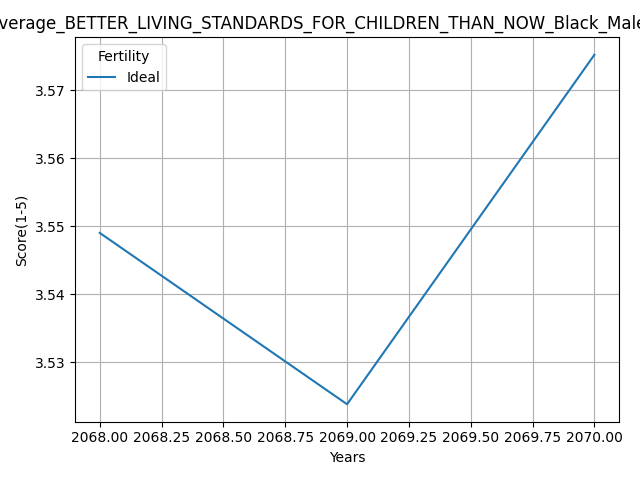 verage_BETTER_LIVING_STANDARDS_FOR_CHILDREN_THAN_NOW_Black_Male
Fertility
Ideal
3.57
3.56
3.55
3.54
3.53
Score(1-5)
2068.00 2068.25 2068.50 2068.75 2069.00 2069.25 2069.50 2069.75 2070.00
Years